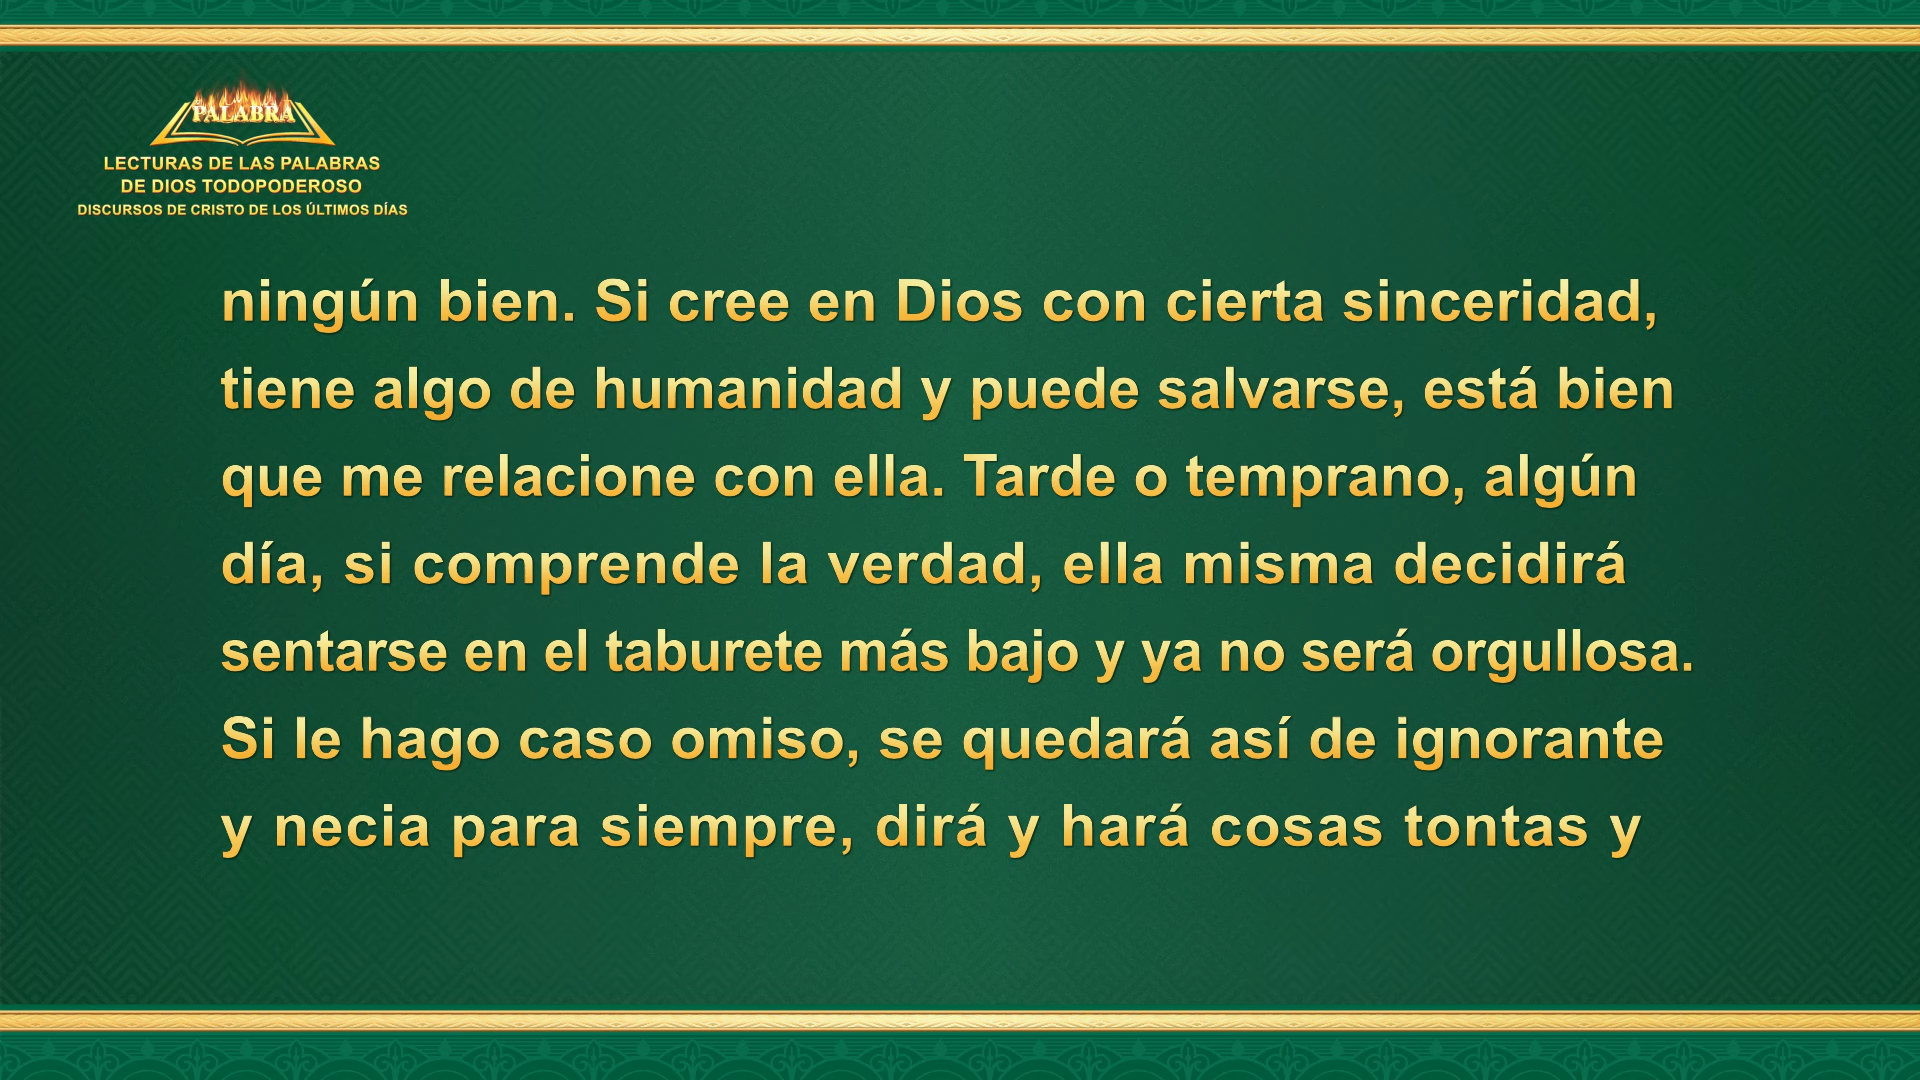 PALABRA
LECTURAS DE LAS PALABRAS
DE DIOS TODOPODEROSO
DISCURSOS DE CRISTO DE LOS ÚLTIMOS DÍAS
ningún bien. Si cree en Dios con cierta sinceridad,
tiene algo de humanidad y puede salvarse, está bien
que me relacione con ella. Tarde o temprano, algún
día, si comprende la verdad, ella misma decidirá
sentarse en el taburete más bajo y ya no será orgullosa.
Si le hago caso omiso, se quedará así de ignorante
y necia para siempre, dirá y hará cosas tontas y